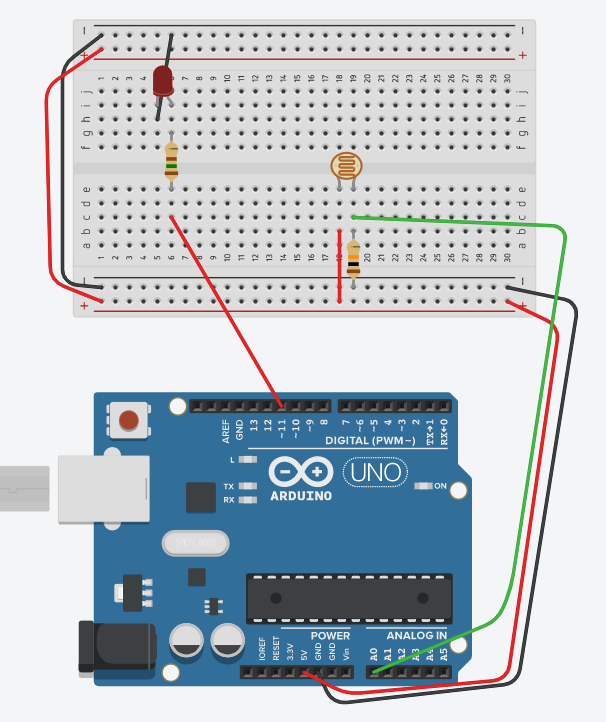 − −
+ +
1 2 3 4 5 6 7 8 9 10 11 12 13 14 15 16 17 18 19 20 21 22 23 24 25 26 27 28 29 30
j j
i i
h h
g g
f f
e e
d d
c c
b b
a a
1 2 3 4 5 6 7 8 9 10 11 12 13 14 15 16 17 18 20 21 22 23 24 25 26 27 28 29 30
− −
+ +
AREF GND 13 12 ~11 ~10 ~9 8 7 ~6 ~5 4 ~3 2 TX→1 RX←0
DIGITAL (PWM~)
L
TX
RX
UNO
ARDUINO
ON
POWER ANALOG IN
IOREF RESET 3.3V 5V GND GND Vin A0 A1 A2 A3 A4 A5